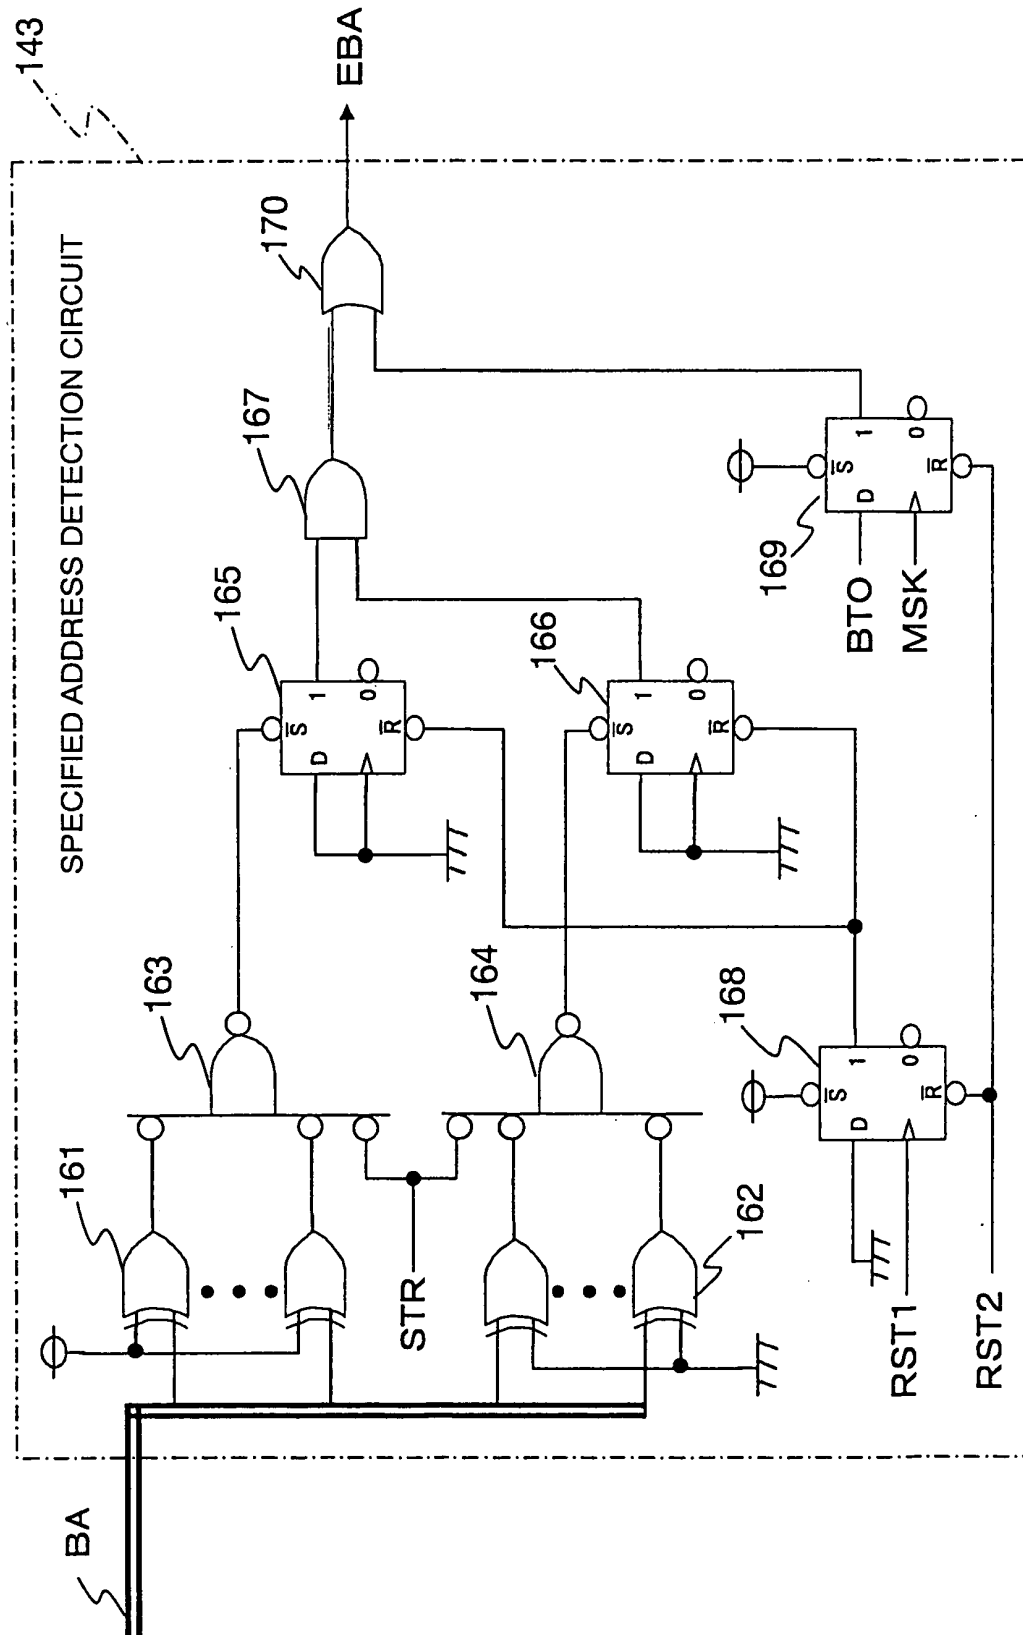 143
SPECIFIED ADDRESS DETECTION CIRCUIT
EBA
170
167
165
1
0
S
D
R
166
1
0
S
D
R
169
1
0
S
D
R
BTO
MSK
163
164
168
1
0
S
D
R
161
162
STR
RST1
RST2
BA